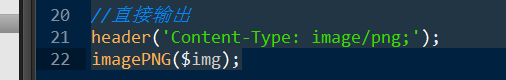 20 //直接输出
21 header('Content-Type: image/png;');
22 imagePNG($img);